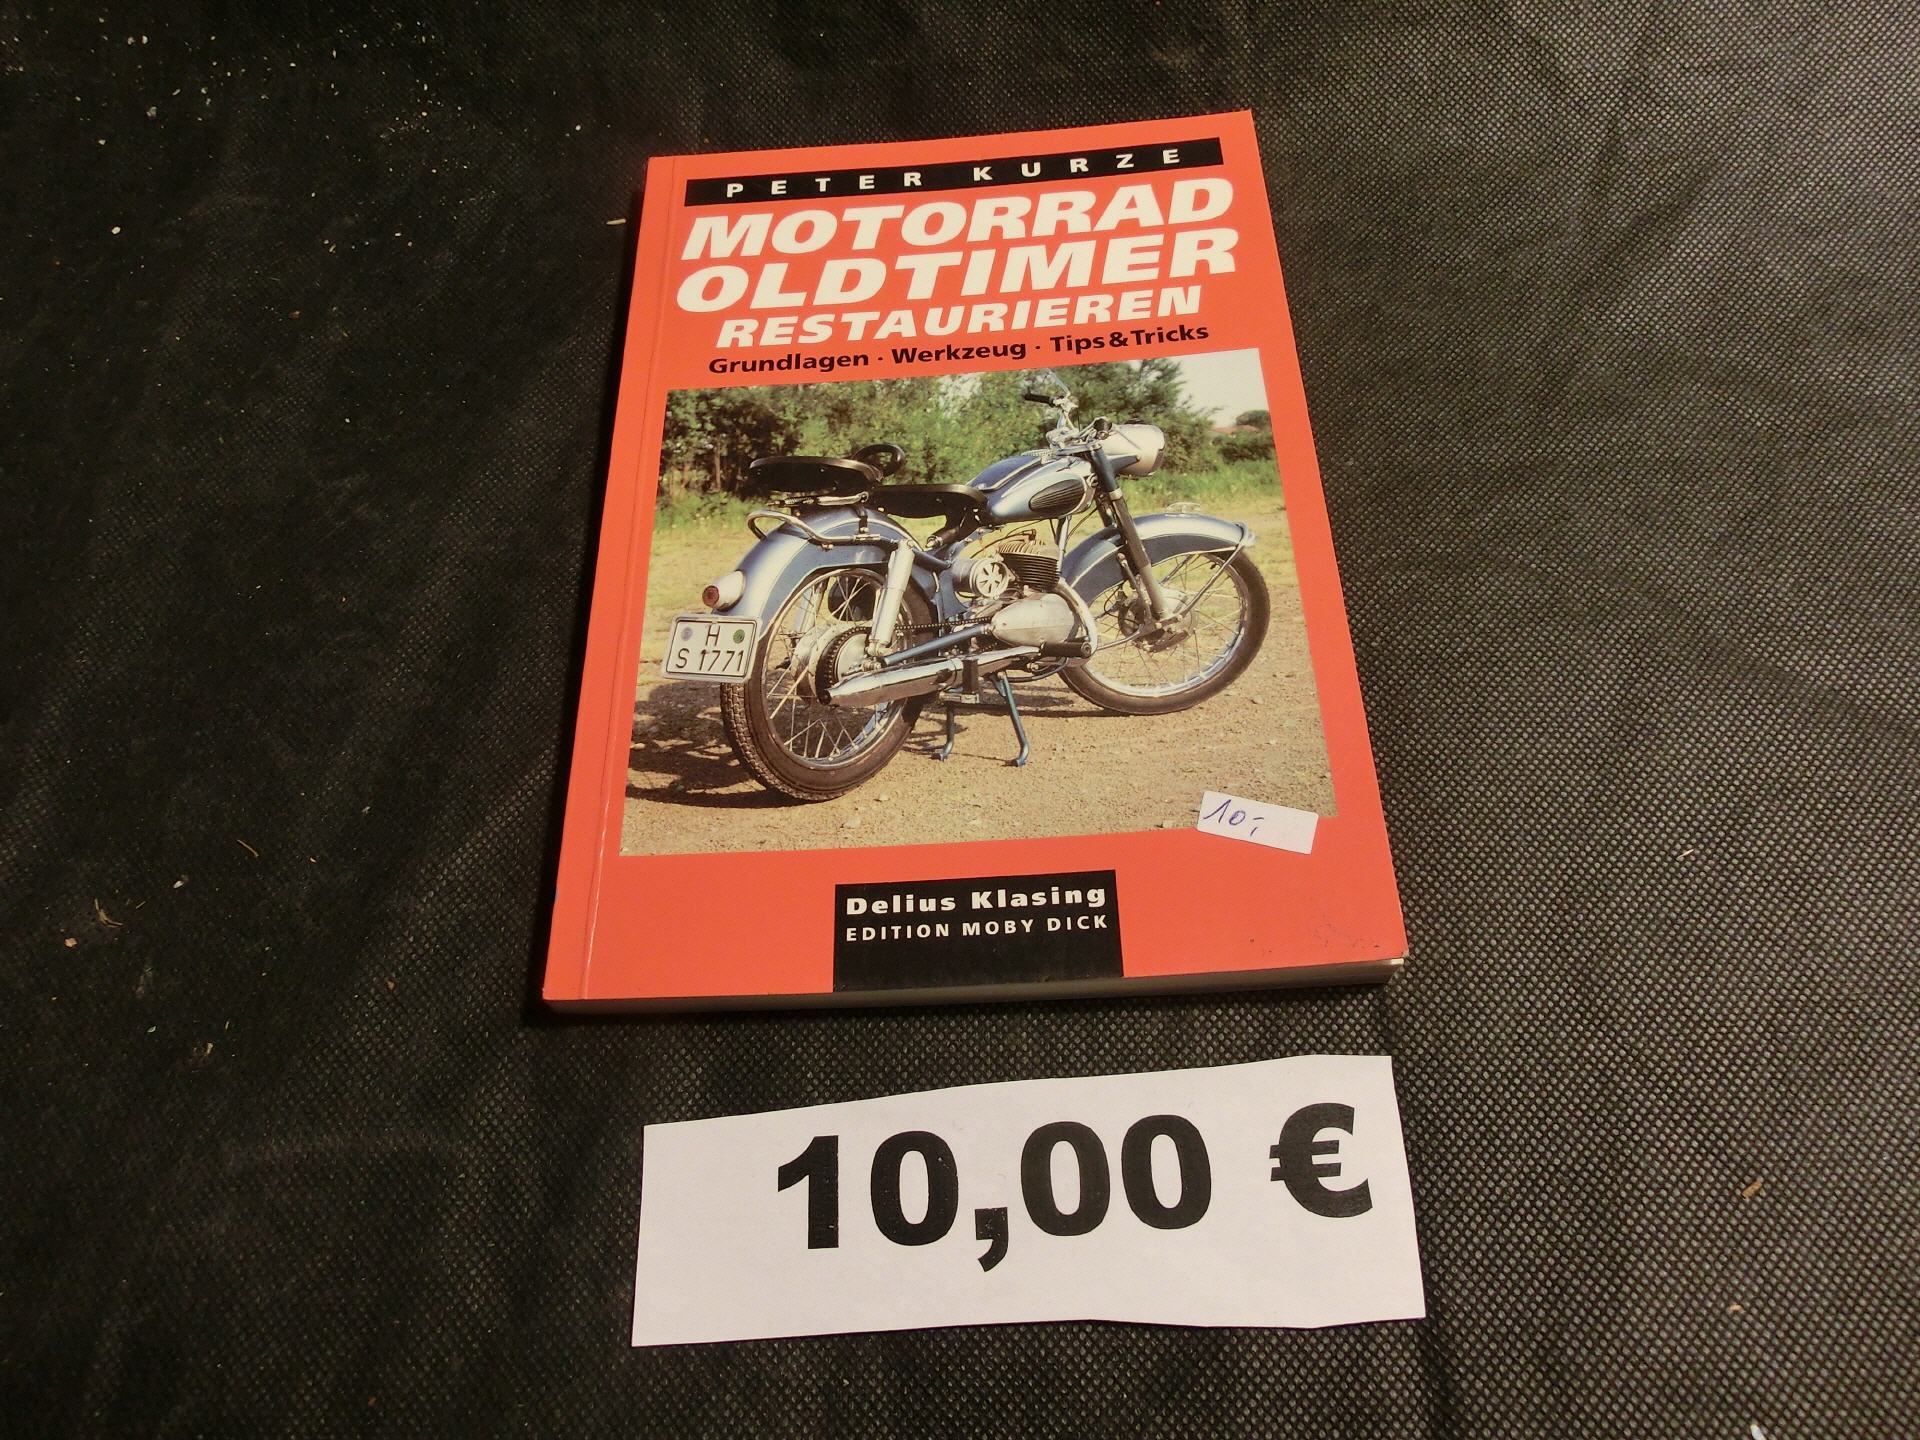 PETER KURZE
MOTORRAD
OLDTIMER
RESTAURIEREN
Grundlagen · Werkzeug · Tips & Tricks
H
S 1771
10,-
Delius Klasing
EDITION MOBY DICK
10,00 €